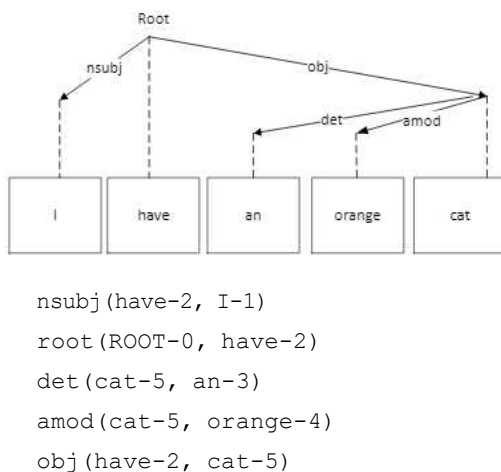 Root
nsubj
obj
det
amod
I
have
an
orange
cat
nsubj(have-2, I-1)
root(ROOT-0, have-2)
det(cat-5, an-3)
amod(cat-5, orange-4)
obj(have-2, cat-5)